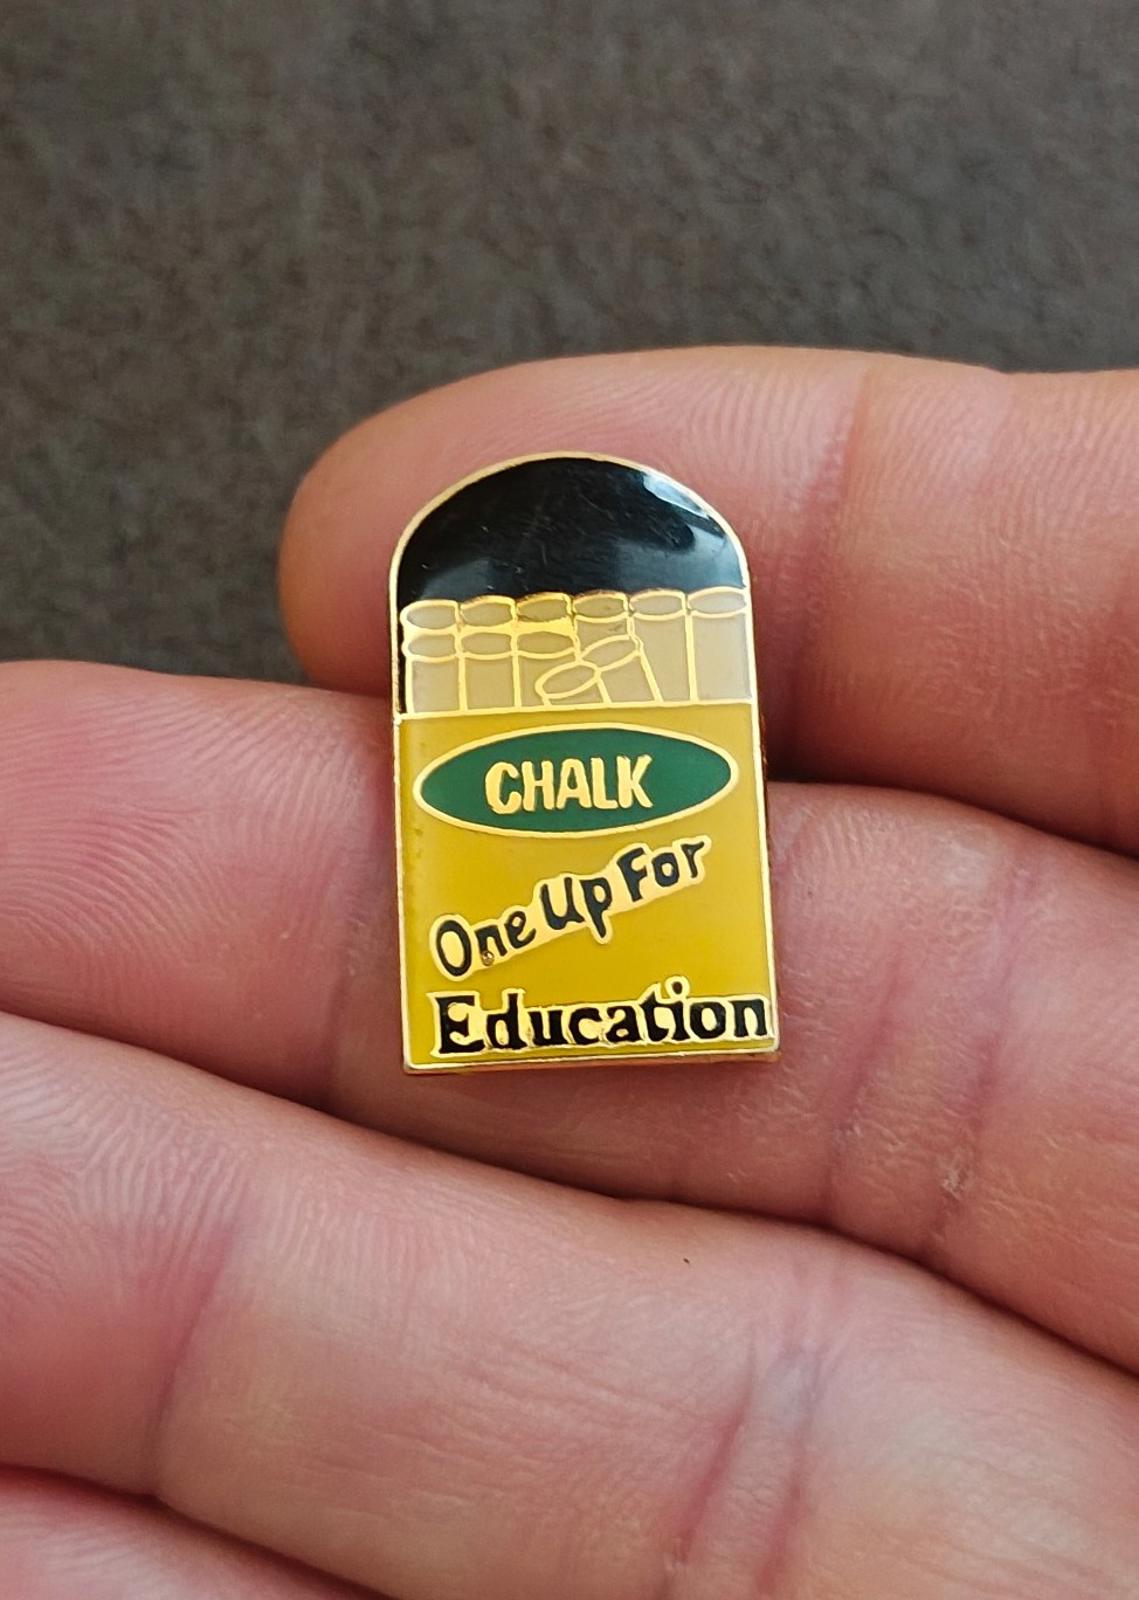 CHALK
One Up For
Education